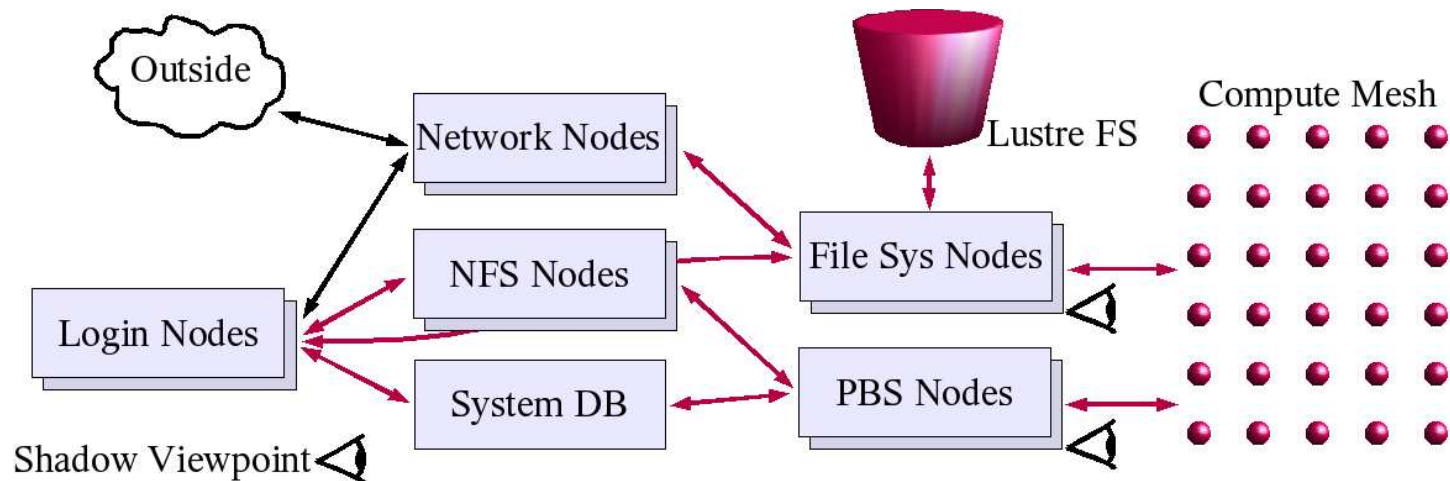 Outside
Network Nodes
Lustre FS
Compute Mesh
NFS Nodes
File Sys Nodes
Login Nodes
System DB
PBS Nodes
Shadow Viewpoint